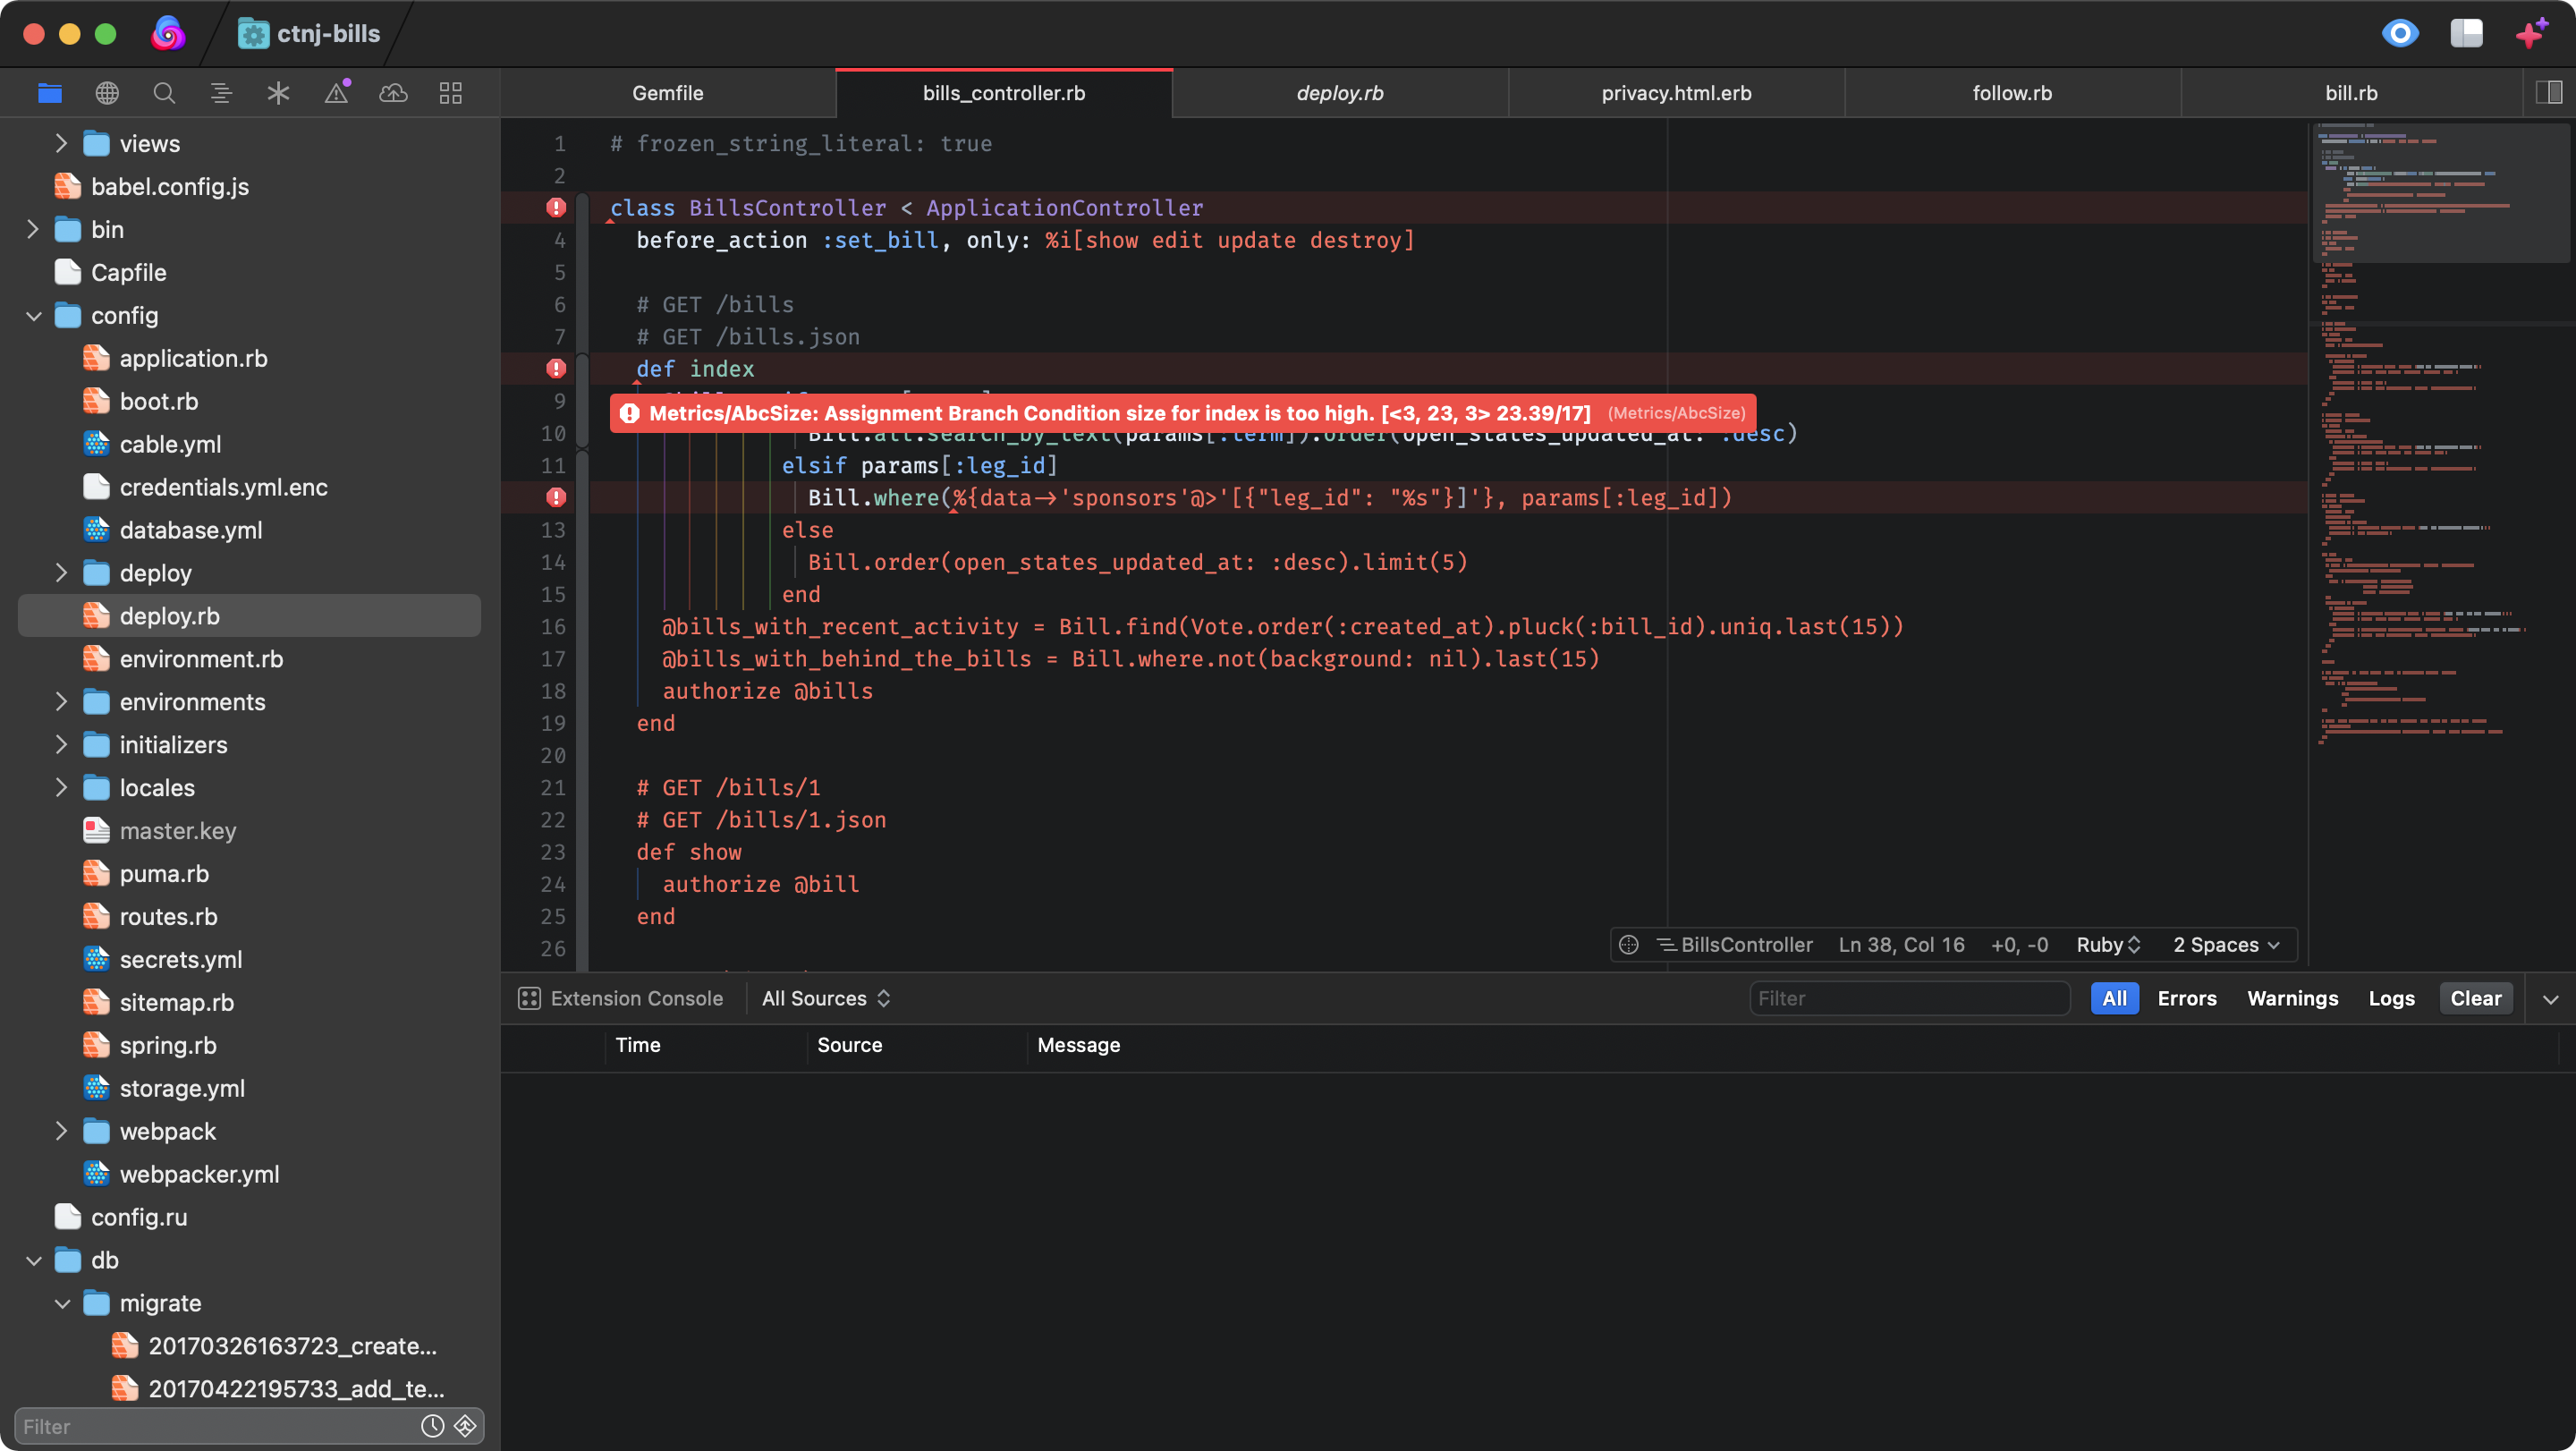 ctnj-bills
Gemfile
bills_controller.rb
deploy.rb
privacy.html.erb
follow.rb
bill.rb
views
babel.config.js
bin
Capfile
config
application.rb
boot.rb
cable.yml
credentials.yml.enc
database.yml
deploy
deploy.rb
environment.rb
environments
initializers
locales
master.key
puma.rb
routes.rb
secrets.yml
sitemap.rb
spring.rb
storage.yml
webpack
webpacker.yml
config.ru
db
migrate
20170326163723_create...
20170422195733_add_te...
Filter
1 # frozen_string_literal: true
2
class BillsController < ApplicationController
4 before_action :set_bill, only: %i[show edit update destroy]
5
6 # GET /bills
7 # GET /bills.json
def index
9
Metrics/AbcSize: Assignment Branch Condition size for index is too high. [<3, 23, 3> 23.39/17] (Metrics/AbcSize)
10 Bill.all.search_by_text(params[:term]).order(open_states_updated_at: :desc)
11 elsif params[:leg_id]
Bill.where(%{data->'sponsors'@>'[{"leg_id": "%s"}]'}, params[:leg_id])
13 else
14 Bill.order(open_states_updated_at: :desc).limit(5)
15 end
16 @bills_with_recent_activity = Bill.find(Vote.order(:created_at).pluck(:bill_id).uniq.last(15))
17 @bills_with_behind_the_bills = Bill.where.not(background: nil).last(15)
18 authorize @bills
19 end
20
21 # GET /bills/1
22 # GET /bills/1.json
23 def show
24 authorize @bill
25 end
26
BillsController Ln 38, Col 16 +0, -0 Ruby 2 Spaces
Extension Console All Sources Filter All Errors Warnings Logs Clear
Time Source Message